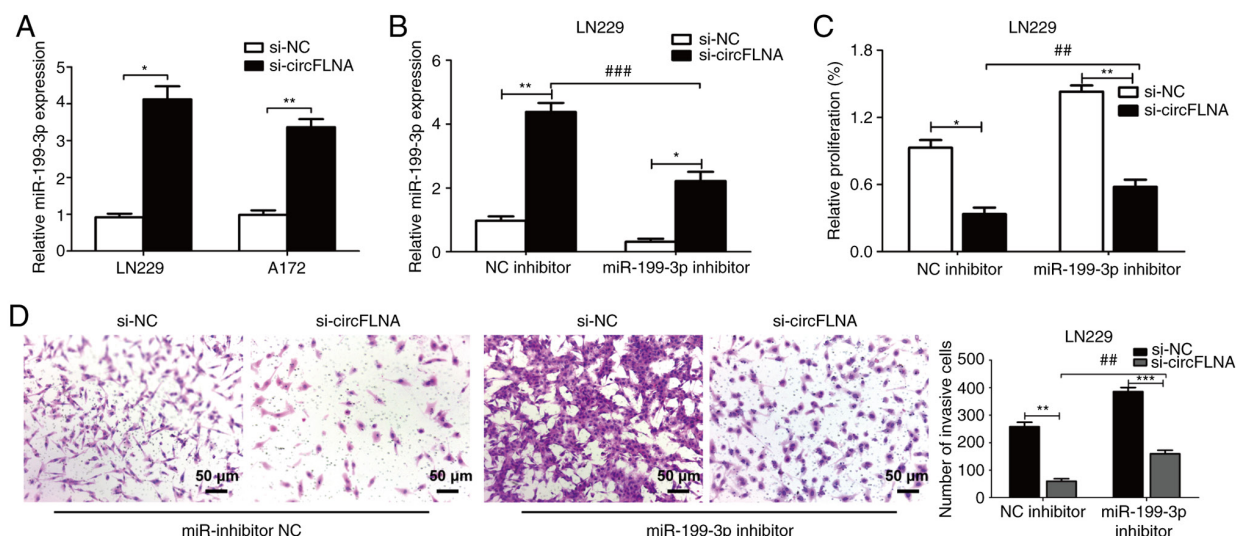 A
si-NC
si-circFLNA
Relative miR-199-3p expression
5
4
3
2
1
0
*
**
LN229
A172
B
LN229
si-NC
si-circFLNA
Relative miR-199-3p expression
6
4
2
0
**
###
*
NC inhibitor
miR-199-3p inhibitor
C
LN229
si-NC
si-circFLNA
Relative proliferation (%)
1.8
1.2
0.6
0.0
*
##
**
NC inhibitor
miR-199-3p inhibitor
D
si-NC
si-circFLNA
si-NC
si-circFLNA
50 µm
50 µm
50 µm
50 µm
miR-inhibitor NC
miR-199-3p inhibitor
LN229
si-NC
si-circFLNA
Number of invasive cells
500
400
300
200
100
0
**
##
***
NC inhibitor
miR-199-3p
inhibitor